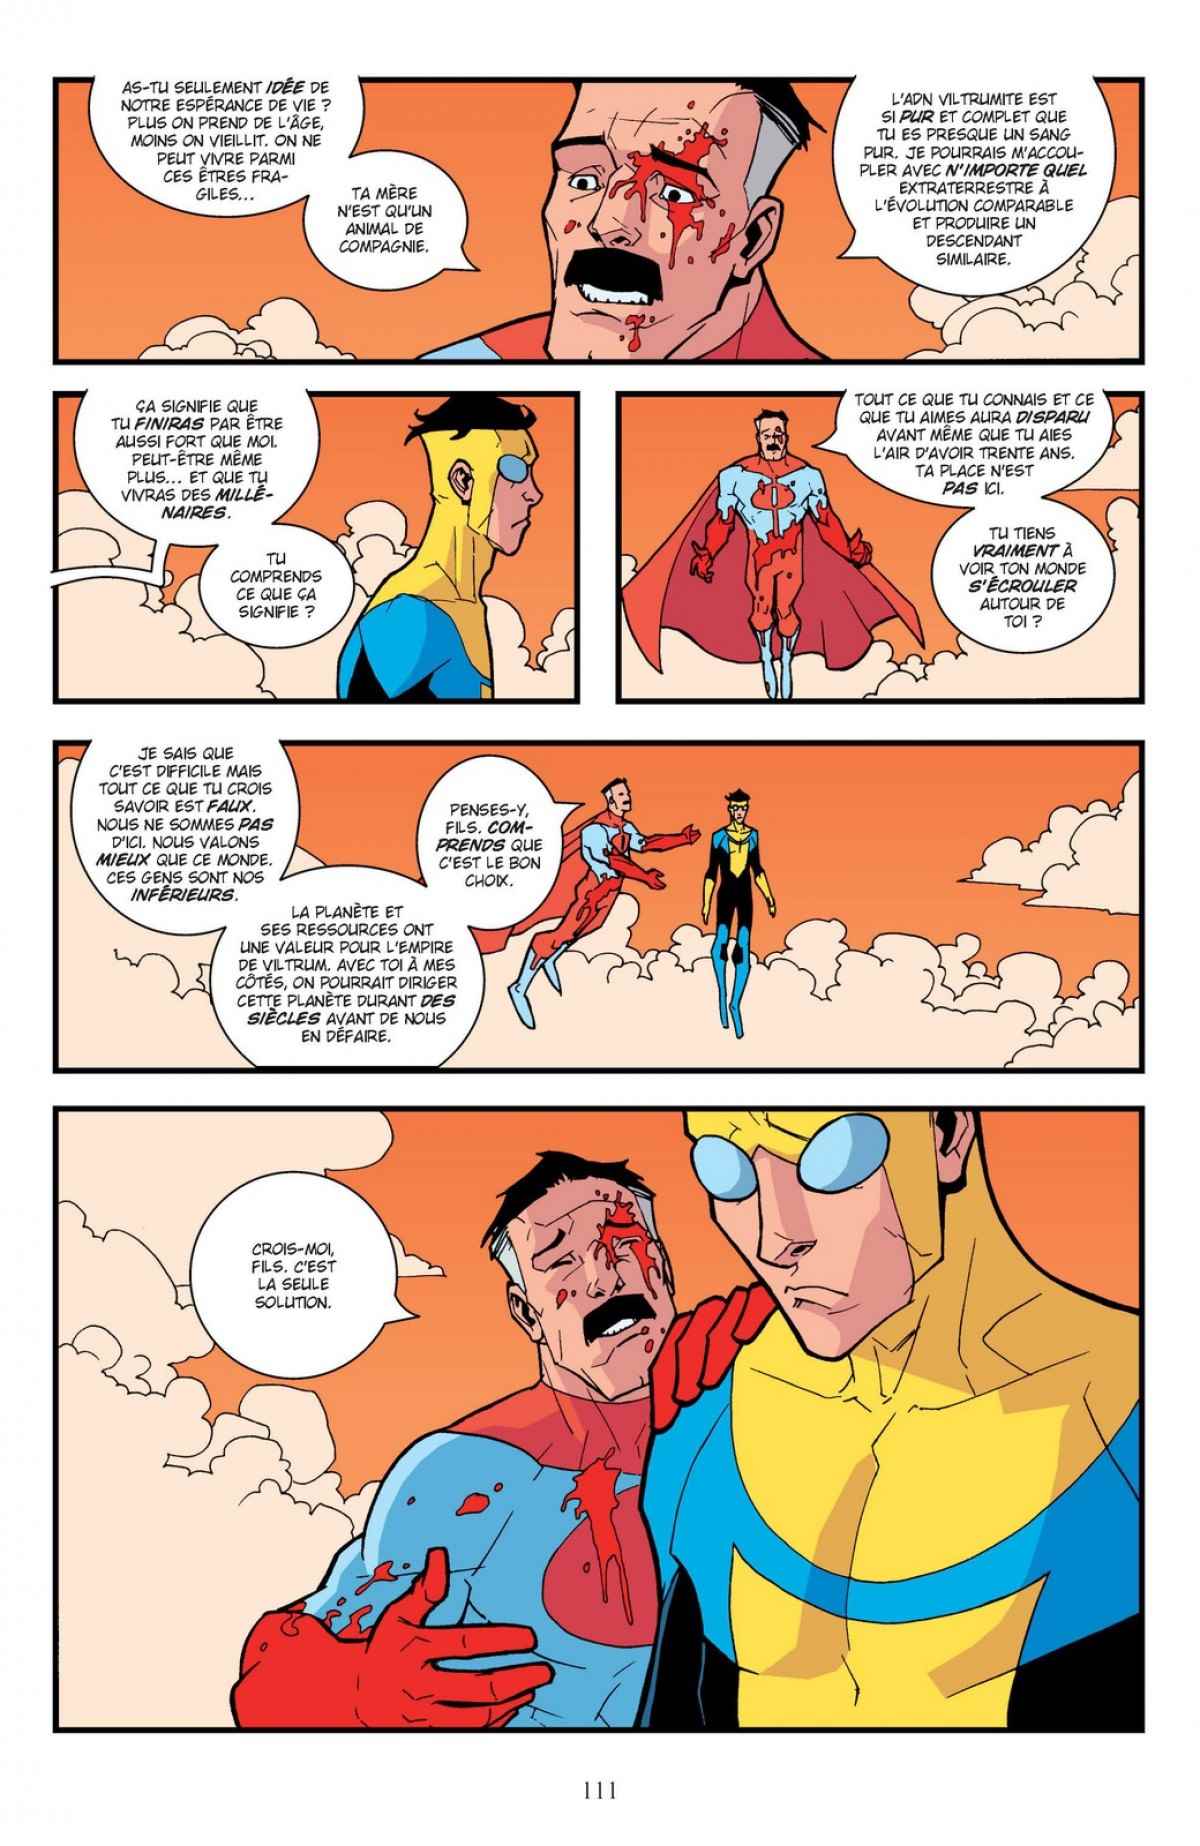 AS-TU SEULEMENT IDÉE DE
NOTRE ESPÉRANCE DE VIE ?
PLUS ON PREND DE L'ÂGE,
MOINS ON VIEILLIT. ON NE
PEUT VIVRE PARMI
CES ÊTRES FRA-
GILES...
TA MÈRE
N'EST QU'UN
ANIMAL DE
COMPAGNIE.
L'ADN VILTRUMITE EST
SI PUR ET COMPLET QUE
TU ES PRESQUE UN SANG
PUR. JE POURRAIS M'ACCOU-
PLER AVEC N'IMPORTE QUEL
EXTRATERRESTRE À
L'ÉVOLUTION COMPARABLE
ET PRODUIRE UN
DESCENDANT
SIMILAIRE.
ÇA SIGNIFIE QUE
TU FINIRAS PAR ÊTRE
AUSSI FORT QUE MOI.
PEUT-ÊTRE MÊME
PLUS... ET QUE TU
VIVRAS DES MILLÉ-
NAIRES.
TU
COMPRENDS
CE QUE ÇA
SIGNIFIE ?
TOUT CE QUE TU CONNAIS ET CE
QUE TU AIMES AURA DISPARU
AVANT MÊME QUE TU AIES
L'AIR D'AVOIR TRENTE ANS.
TA PLACE N'EST
PAS ICI.
TU TIENS
VRAIMENT À
VOIR TON MONDE
S'ÉCROULER
AUTOUR DE
TOI ?
JE SAIS QUE
C'EST DIFFICILE MAIS
TOUT CE QUE TU CROIS
SAVOIR EST FAUX.
NOUS NE SOMMES PAS
D'ICI. NOUS VALONS
MIEUX QUE CE MONDE.
CES GENS SONT NOS
INFÉRIEURS.
LA PLANÈTE ET
SES RESSOURCES ONT
UNE VALEUR POUR L'EMPIRE
DE VILTRUM. AVEC TOI À MES
CÔTÉS, ON POURRAIT DIRIGER
CETTE PLANÈTE DURANT DES
SIÈCLES AVANT DE NOUS
EN DÉFAIRE.
PENSES-Y,
FILS. COM-
PRENDS QUE
C'EST LE BON
CHOIX.
CROIS-MOI,
FILS. C'EST
LA SEULE
SOLUTION.
111